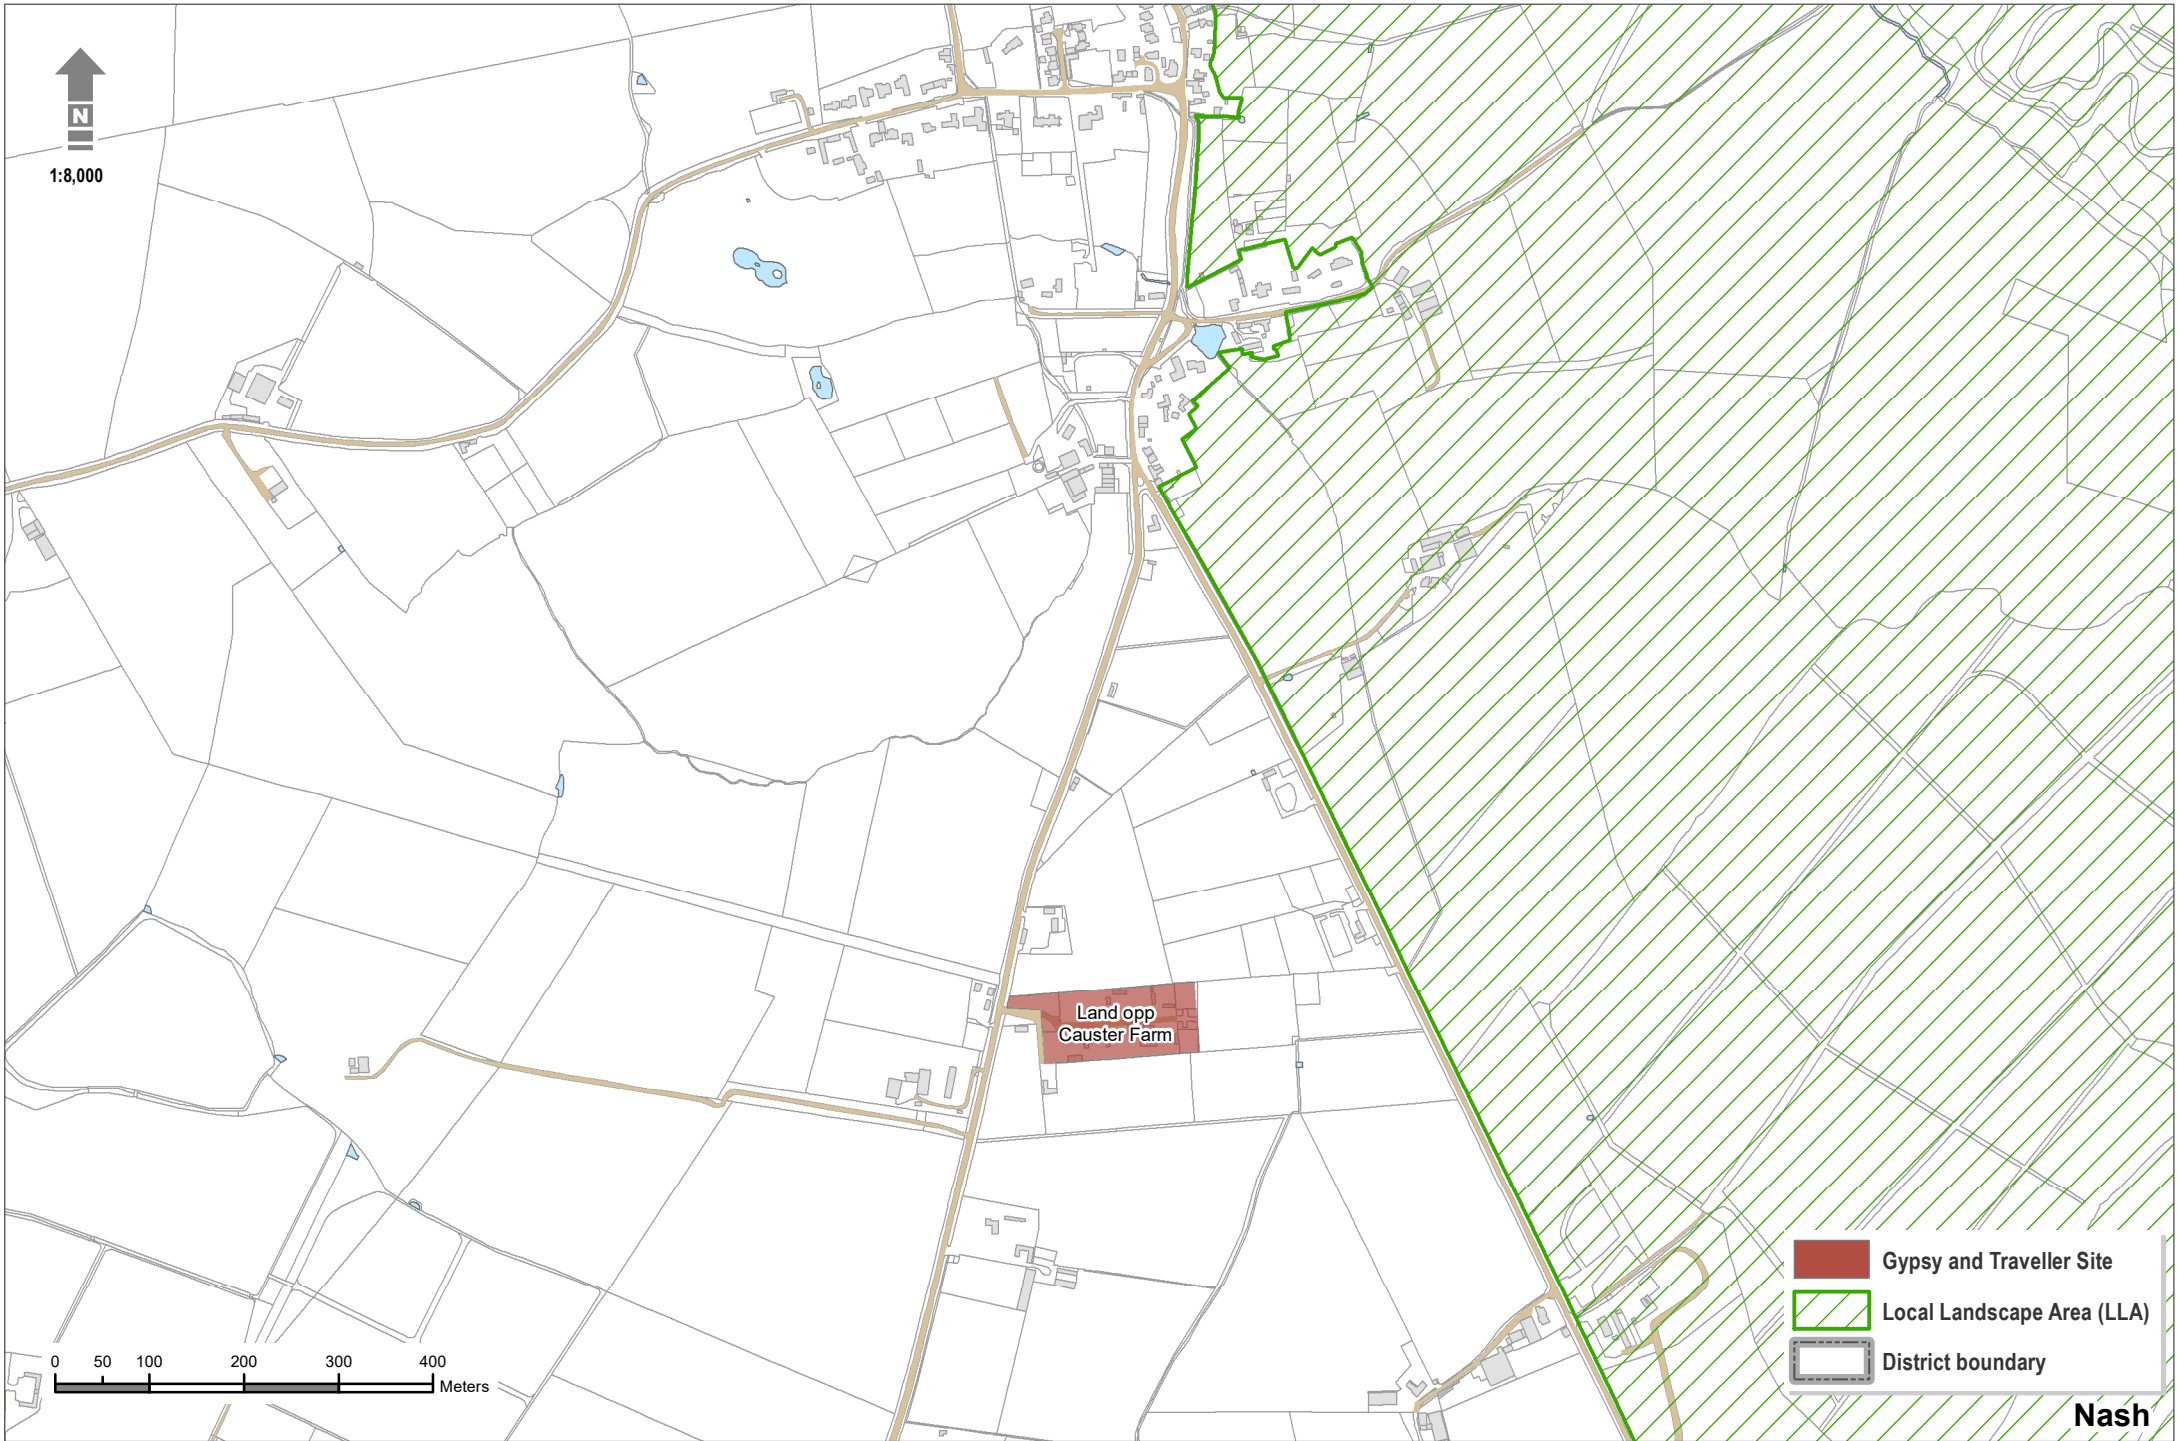 N
1:8,000
Land opp
Causter Farm
Gypsy and Traveller Site
Local Landscape Area (LLA)
District boundary
0 50 100 200 300 400
Meters
Nash